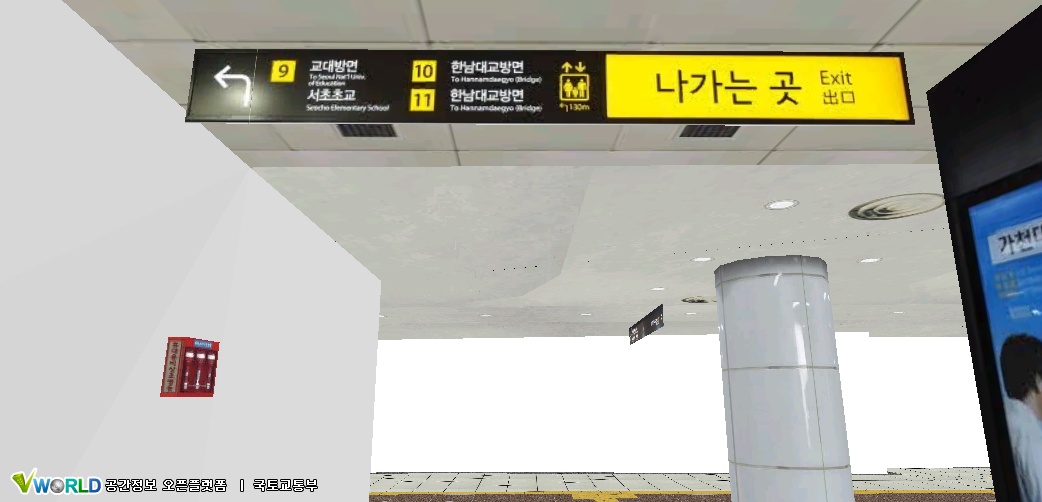 9 교대방면
To Seoul Nat'l Univ.
of Education
서초초교
Seocho Elementary School
10 한남대교방면
To Hannamdaegyo (Bridge)
11 한남대교방면
To Hannamdaegyo (Bridge)
130m
나가는 곳 Exit
出口
가천대
VWORLD 공간정보 오픈플랫폼 | 국토교통부